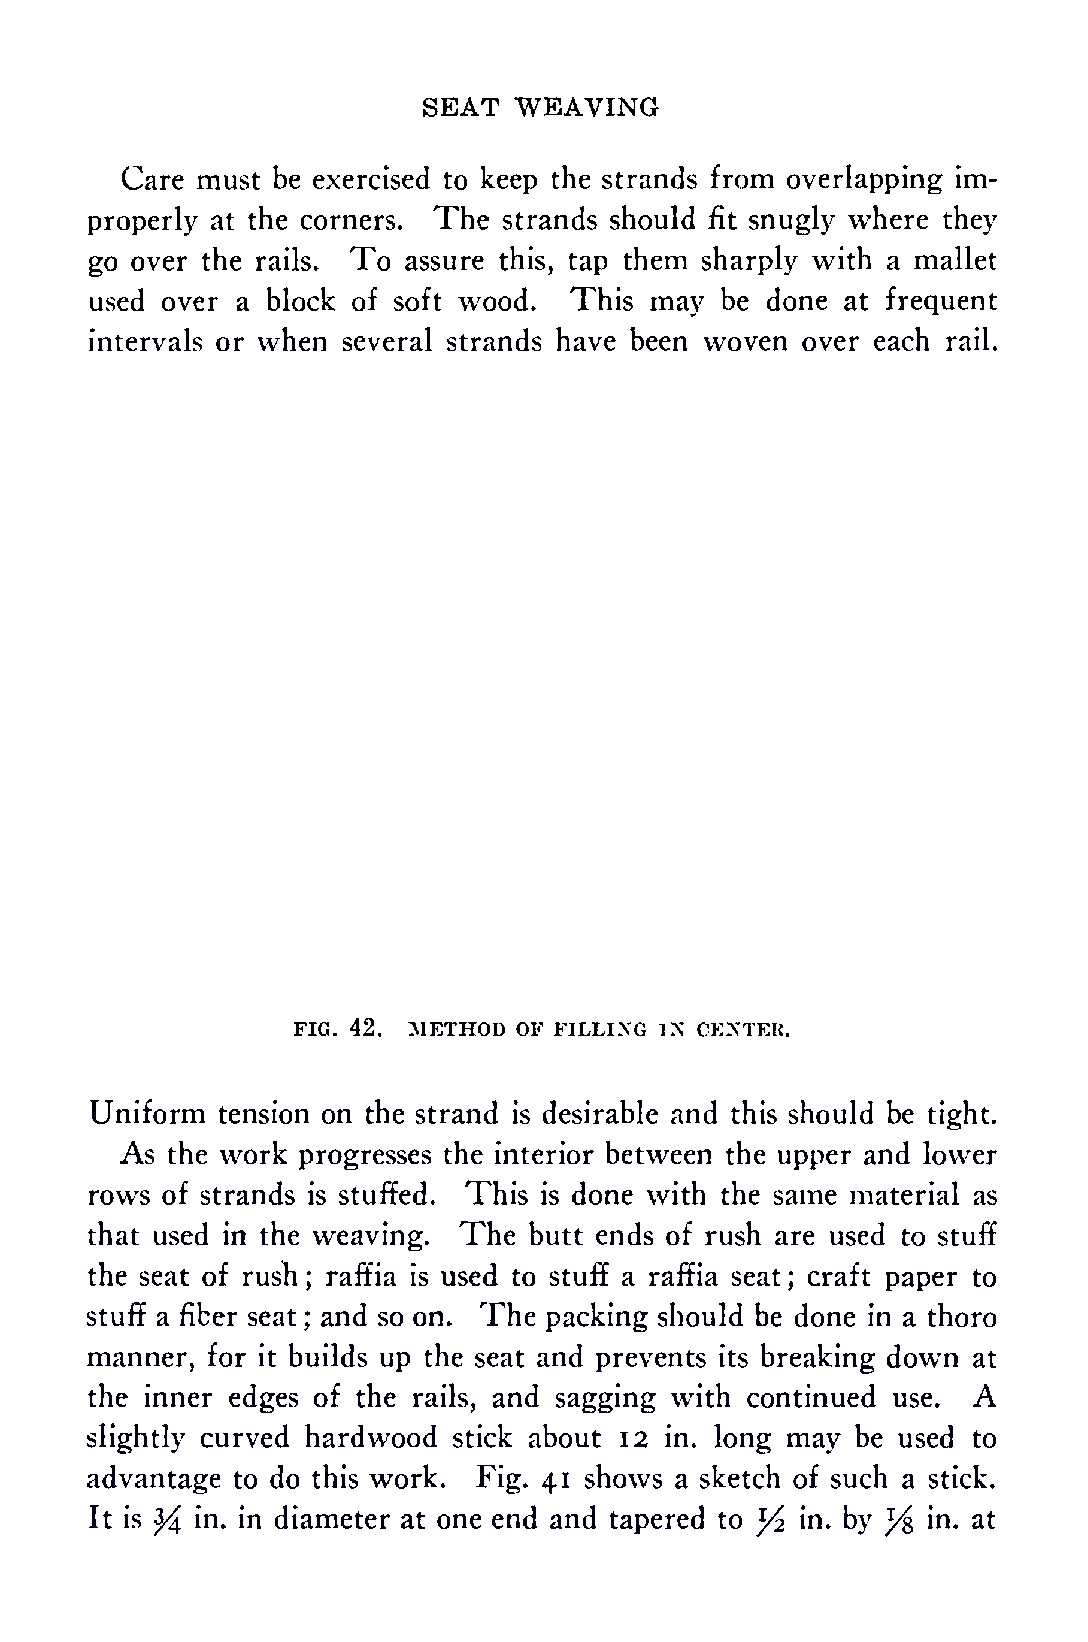 SEAT WEAVING
Care must be exercised to keep the strands from overlapping im-
properly at the corners. The strands should fit snugly where they
go over the rails. To assure this, tap them sharply with a mallet
used over a block of soft wood. This may be done at frequent
intervals or when several strands have been woven over each rail.
FIG. 42. METHOD OF FILLING IN CENTER.
Uniform tension on the strand is desirable and this should be tight.
As the work progresses the interior between the upper and lower
rows of strands is stuffed. This is done with the same material as
that used in the weaving. The butt ends of rush are used to stuff
the seat of rush; raffia is used to stuff a raffia seat; craft paper to
stuff a fiber seat; and so on. The packing should be done in a thoro
manner, for it builds up the seat and prevents its breaking down at
the inner edges of the rails, and sagging with continued use. A
slightly curved hardwood stick about 12 in. long may be used to
advantage to do this work. Fig. 41 shows a sketch of such a stick.
It is ¾ in. in diameter at one end and tapered to ½ in. by ⅛ in. at